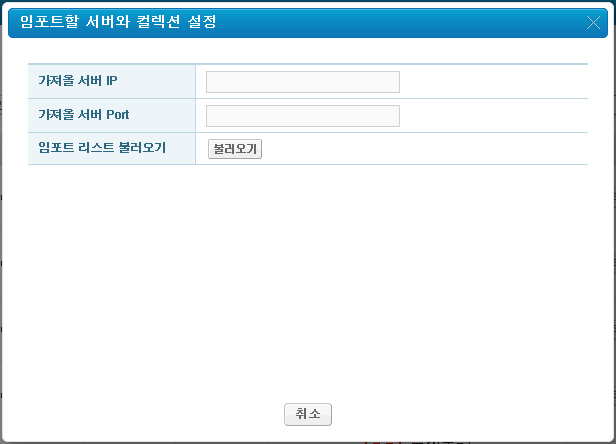 임포트할 서버와 컬렉션 설정
가져올 서버 IP
가져올 서버 Port
임포트 리스트 불러오기
불러오기
취소